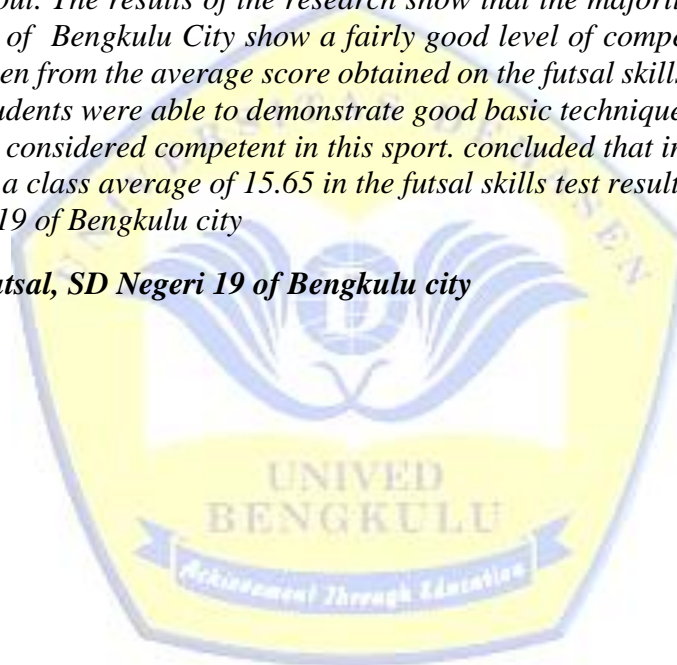 out. The results of the research show that the majorit
of Bengkulu City show a fairly good level of compe
en from the average score obtained on the futsal skills
udents were able to demonstrate good basic technique
considered competent in this sport. concluded that in
a class average of 15.65 in the futsal skills test result
19 of Bengkulu city
utsal, SD Negeri 19 of Bengkulu city
UNIVERSITAS DEHASEN
UNIVED
BENGKULU
Achievement Through Education